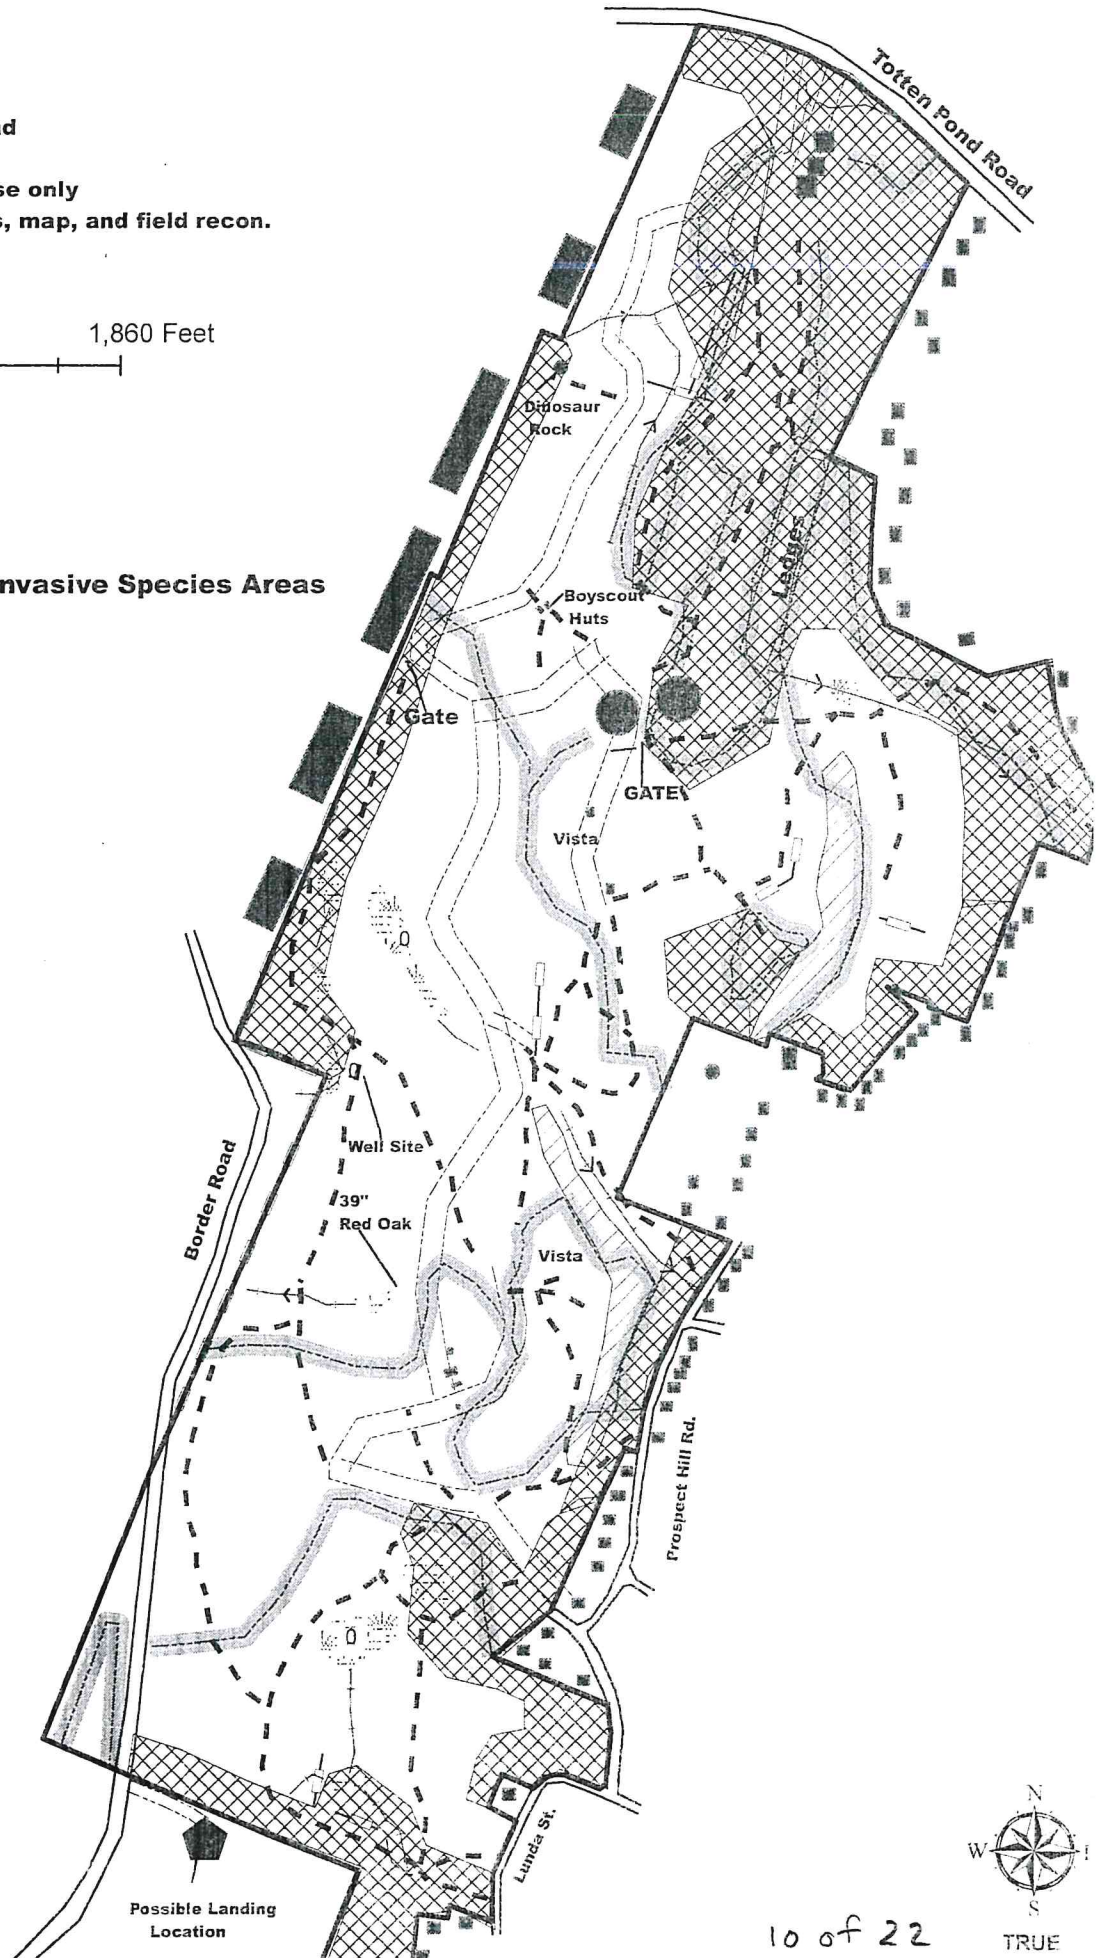 Totten Pond Road
se only
s, map, and field recon.
1,860 Feet
Dinosaur
Rock
Ledges
nvasive Species Areas
Boyscout
Huts
Gate
GATE
Vista
Well Site
Border Road
39"
Red Oak
Vista
Prospect Hill Rd.
Lunda St.
Possible Landing
Location
N
W
S
TRUE
10 of 22